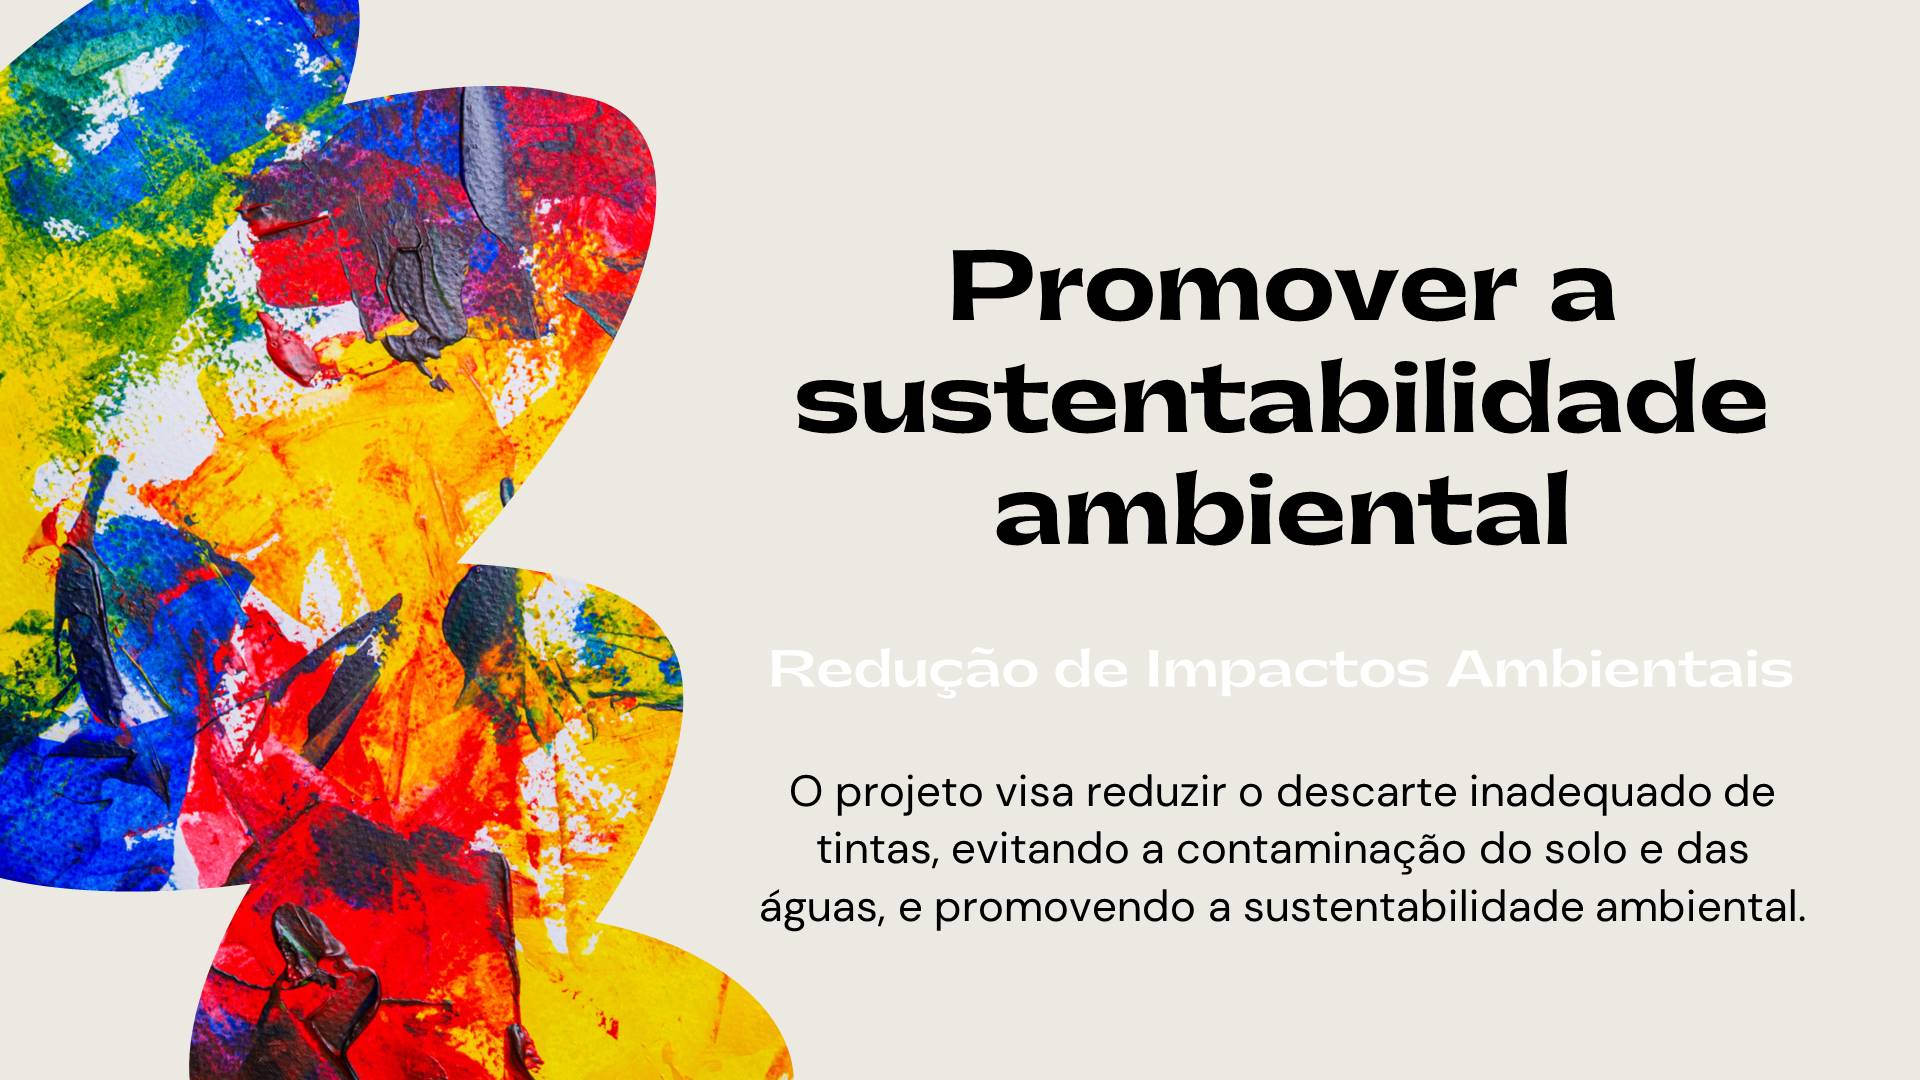 Promover a
sustentabilidade
ambiental
Redução de Impactos Ambientais
O projeto visa reduzir o descarte inadequado de
tintas, evitando a contaminação do solo e das
águas, e promovendo a sustentabilidade ambiental.